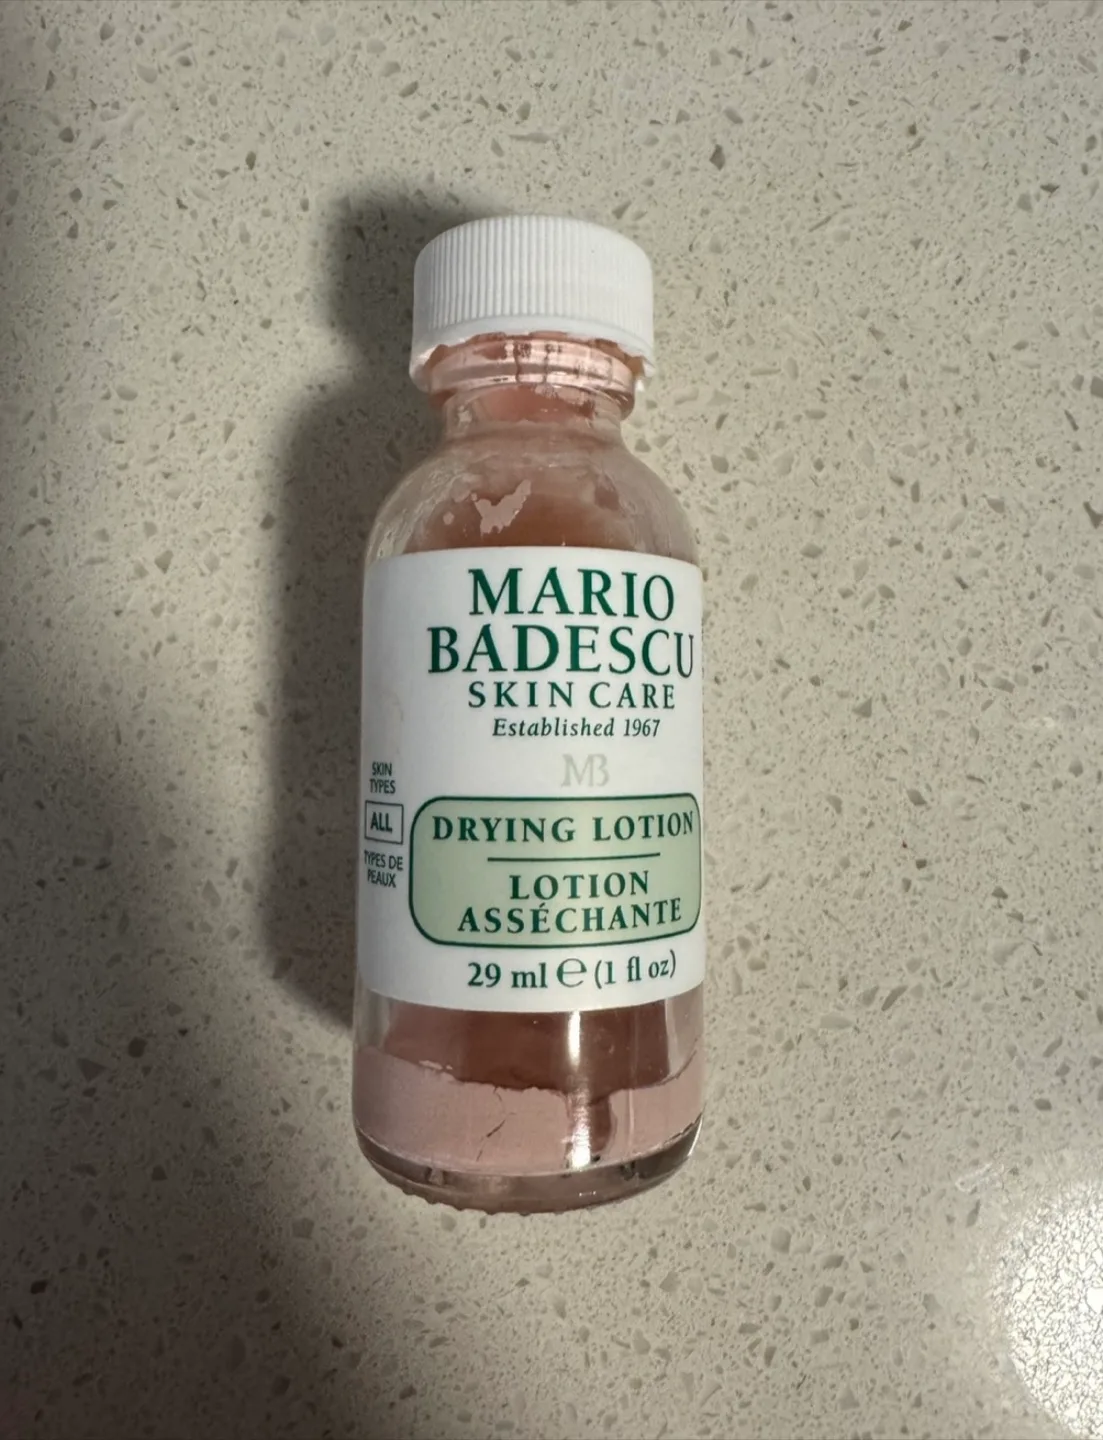 MARIO
BADESCU
SKIN CARE
Established 1967
MB
SKIN
TYPES
ALL
TYPES DE
PEAUX
DRYING LOTION
LOTION
ASSÉCHANTE
29 ml ℮ (1 fl oz)